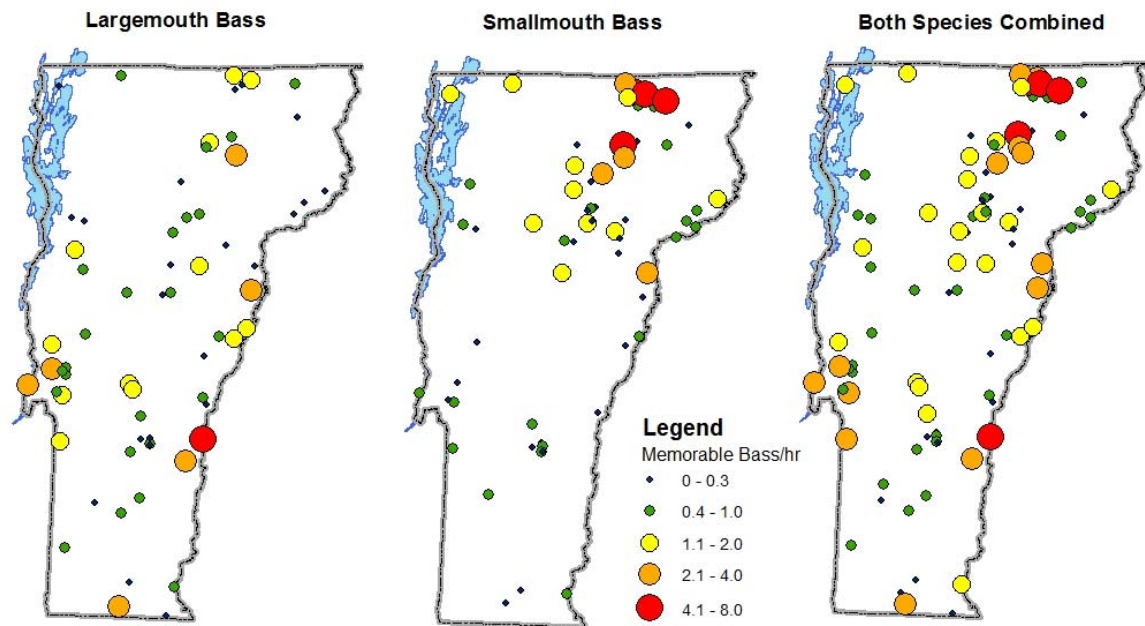 Largemouth Bass
Smallmouth Bass
Both Species Combined
Legend
Memorable Bass/hr
0 - 0.3
0.4 - 1.0
1.1 - 2.0
2.1 - 4.0
4.1 - 8.0